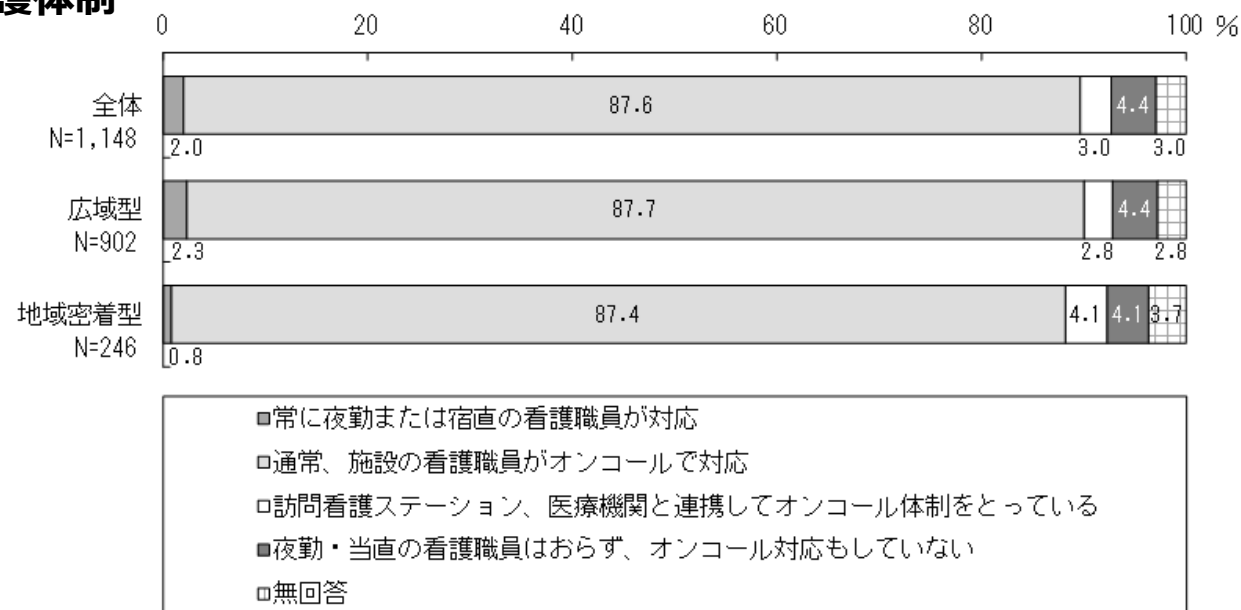 護体制
0 20 40 60 80 100 %
全体 87.6 4.4
N=1,148 2.0 3.0 3.0
広域型 87.7 4.4
N=902 2.3 2.8 2.8
地域密着型 87.4 4.1 4.1 3.7
N=246 0.8
常に夜勤または宿直の看護職員が対応
通常、施設の看護職員がオンコールで対応
訪問看護ステーション、医療機関と連携してオンコール体制をとっている
夜勤・当直の看護職員はおらず、オンコール対応もしていない
無回答